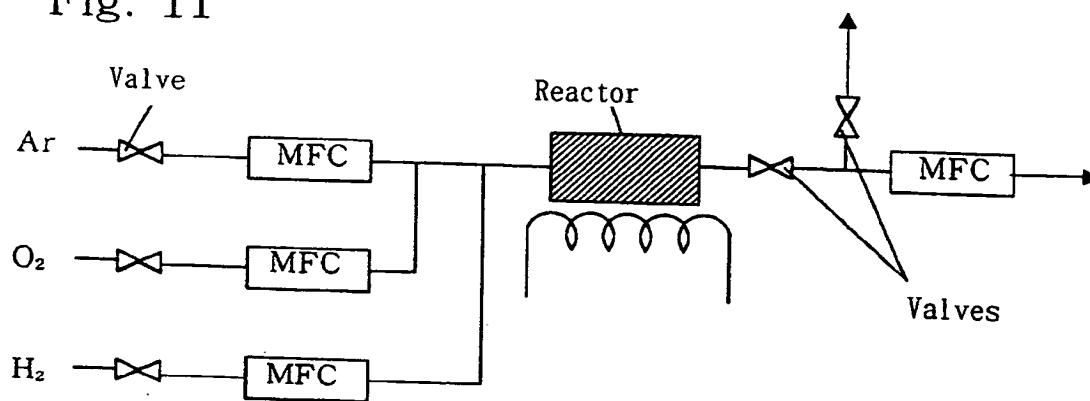 Fig. 11
Valve
Reactor
Ar
MFC
MFC
O₂
MFC
Valves
H₂
MFC